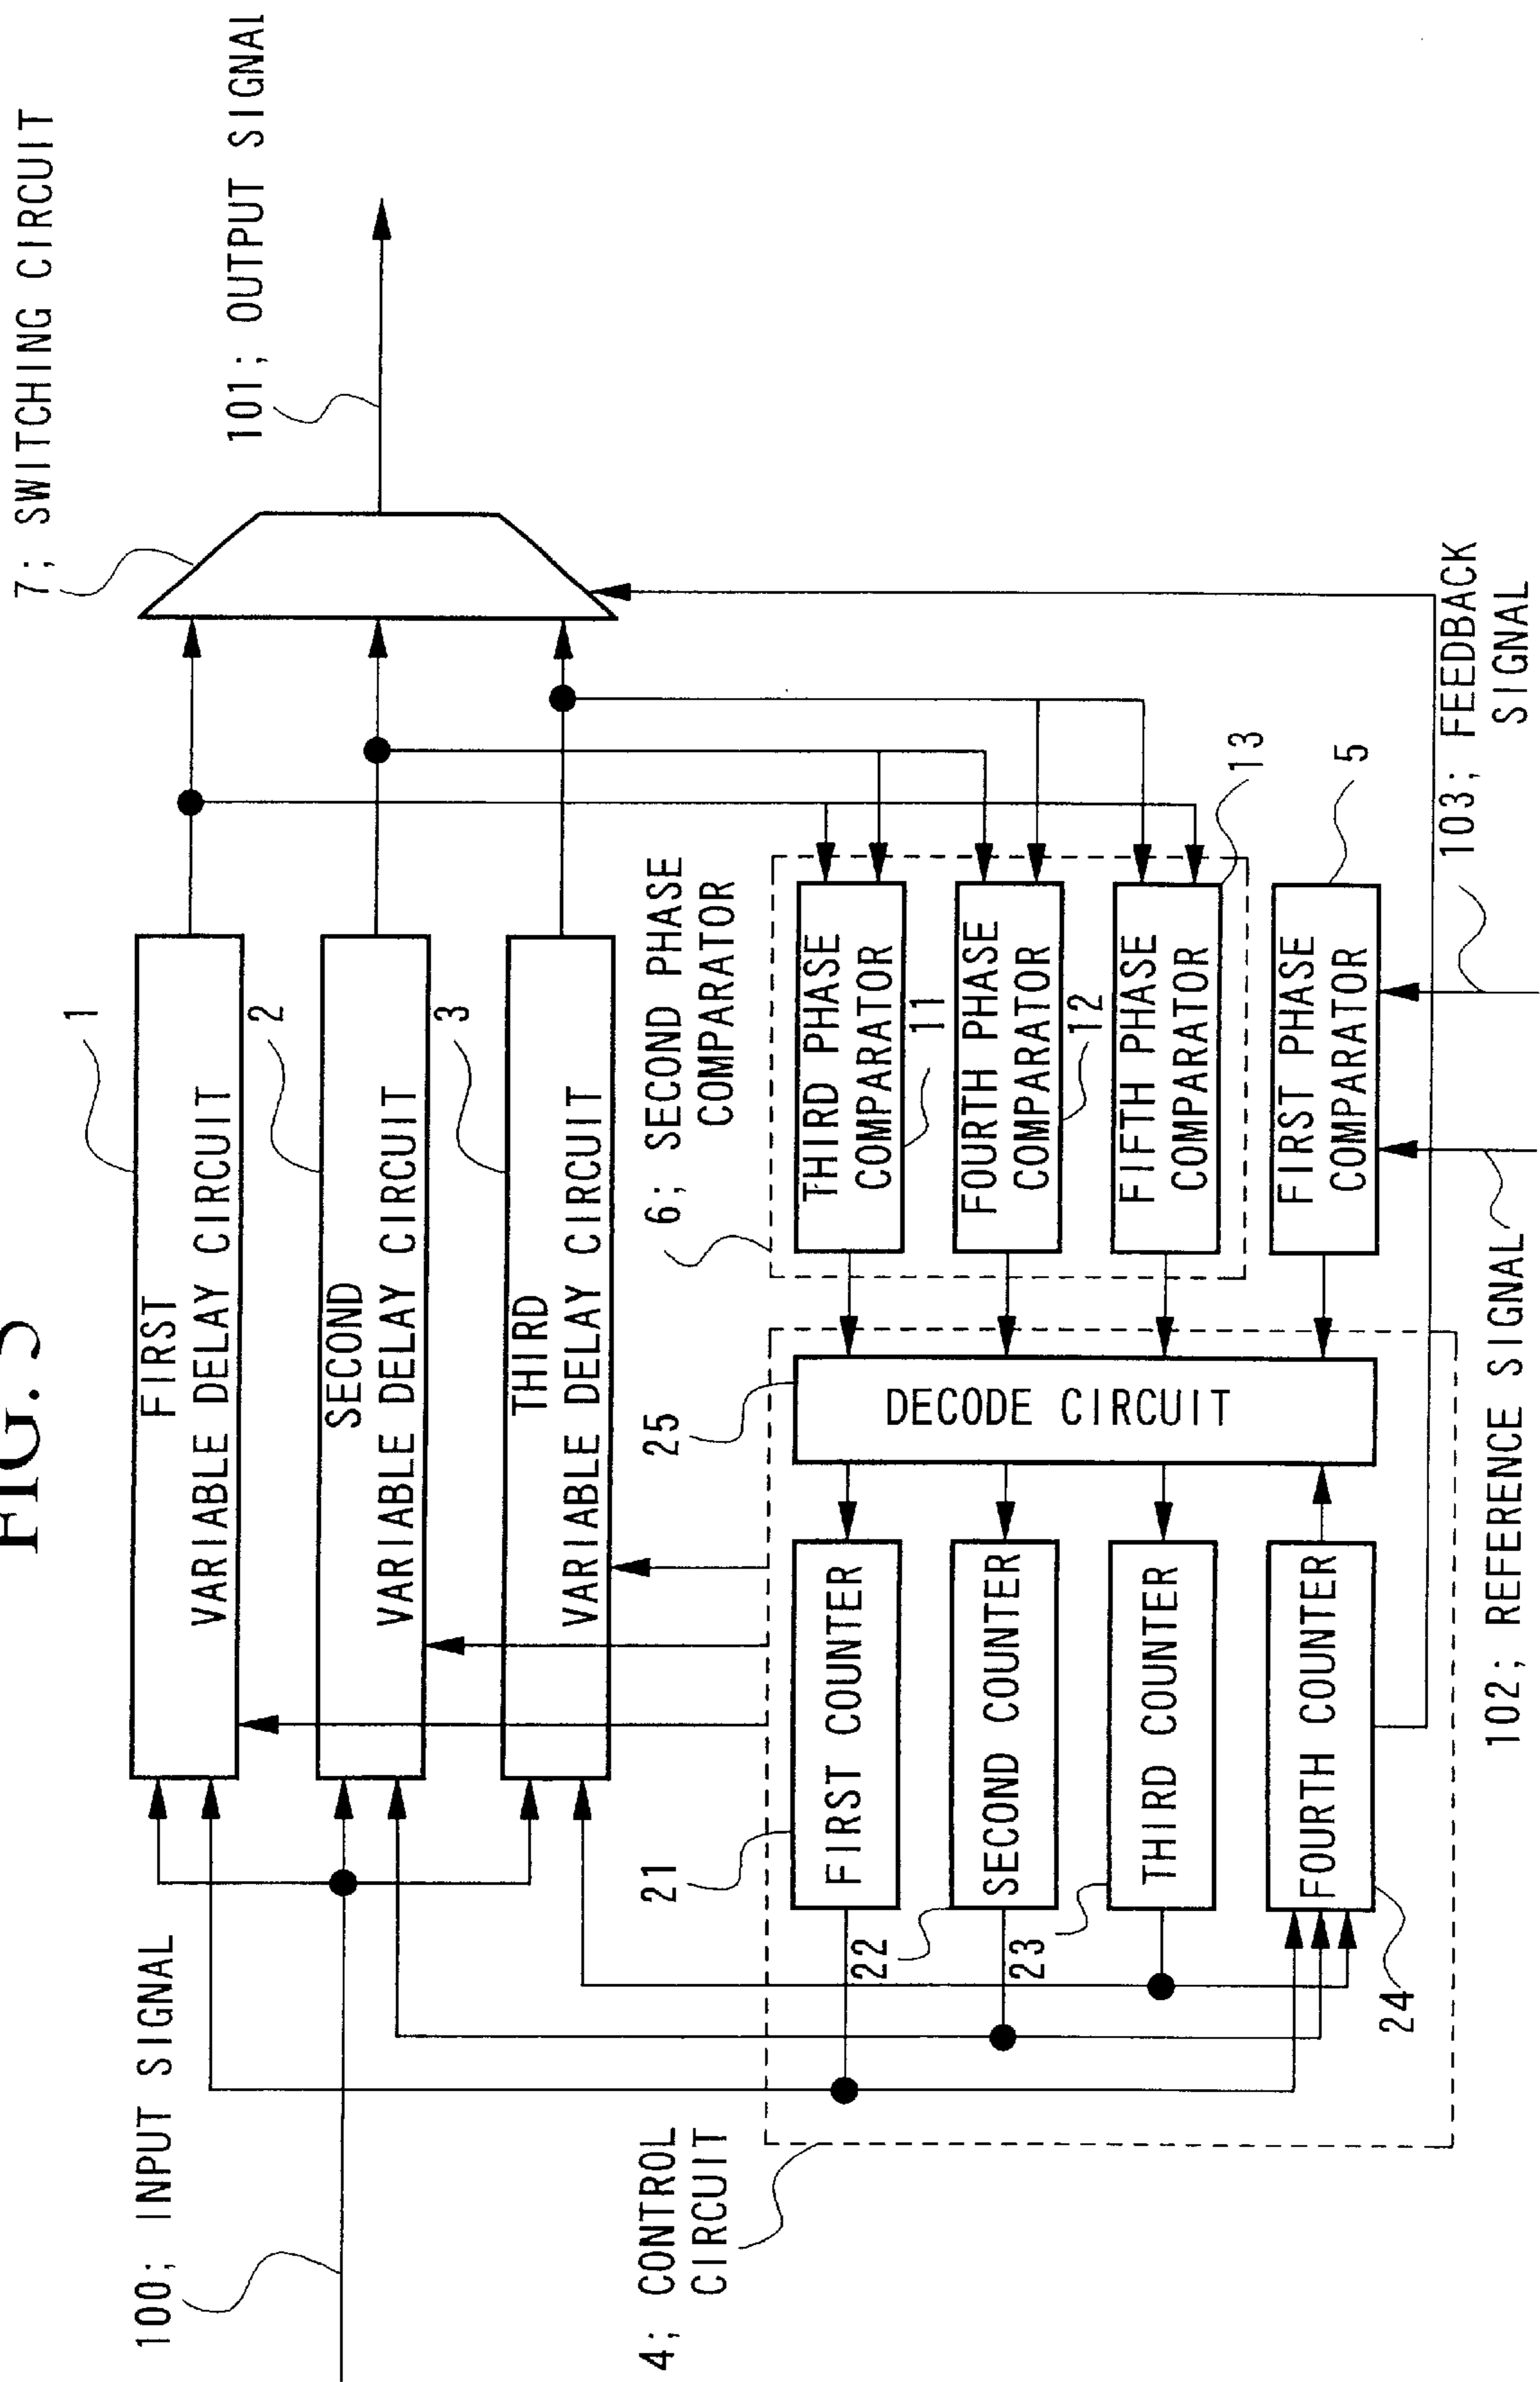 FIG. 5
7; SWITCHING CIRCUIT
101; OUTPUT SIGNAL
100; INPUT SIGNAL
1
FIRST
VARIABLE DELAY CIRCUIT
2
SECOND
VARIABLE DELAY CIRCUIT
3
THIRD
VARIABLE DELAY CIRCUIT
4; CONTROL
CIRCUIT
6; SECOND PHASE
COMPARATOR
21
FIRST COUNTER
25
DECODE CIRCUIT
THIRD PHASE
COMPARATOR
11
22
SECOND COUNTER
FOURTH PHASE
COMPARATOR
12
23
THIRD COUNTER
FIFTH PHASE
COMPARATOR
13
24
FOURTH COUNTER
FIRST PHASE
COMPARATOR
5
102; REFERENCE SIGNAL
103; FEEDBACK
SIGNAL